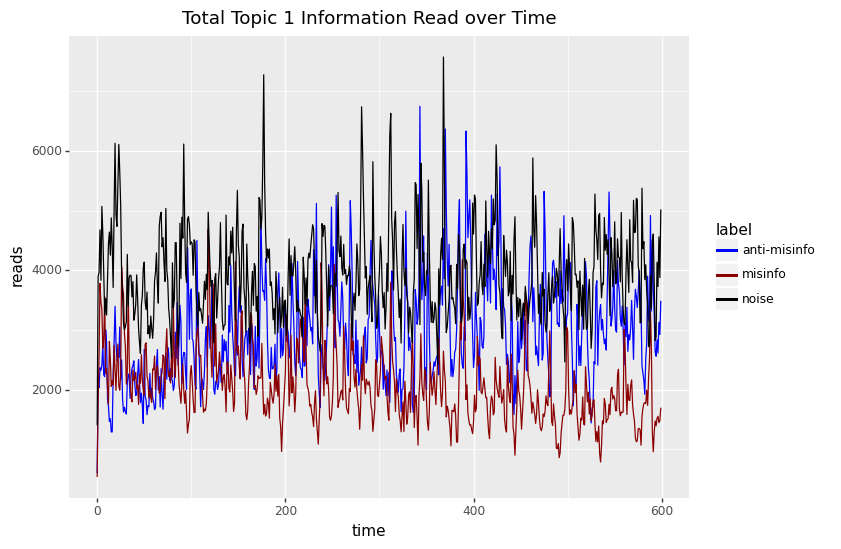 Total Topic 1 Information Read over Time
reads
6000
4000
2000
0
200
400
600
time
label
anti-misinfo
misinfo
noise